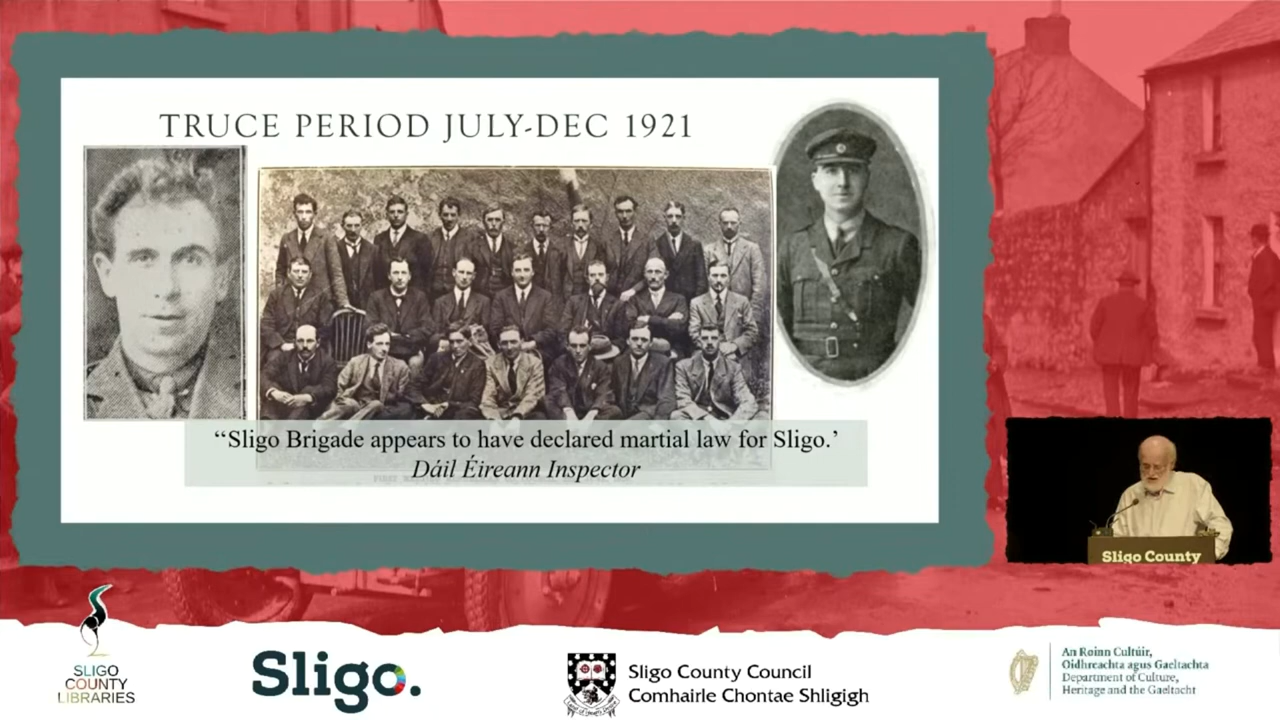 TRUCE PERIOD JULY-DEC 1921
“Sligo Brigade appears to have declared martial law for Sligo.’
Dáil Éireann Inspector
Sligo County
SLIGO
COUNTY
LIBRARIES
Sligo.
Sligo County Council
Comhairle Chontae Shligigh
An Roinn Cultúir,
Oidhreachta agus Gaeltachta
Department of Culture,
Heritage and the Gaeltacht